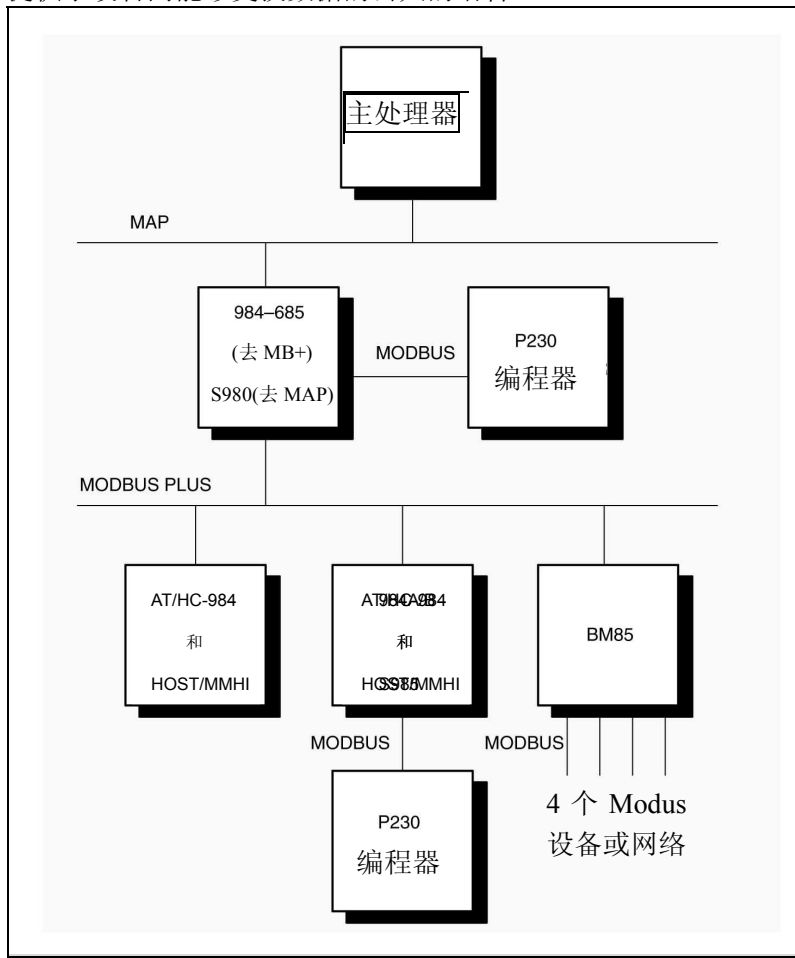 主处理器
MAP
984–685
(去 MB+)
S980(去 MAP)
MODBUS
P230
编程器
MODBUS PLUS
AT/HC-984
和
HOST/MMHI
和
BM85
MODBUS
MODBUS
P230
编程器
4 个 Modus
设备或网络